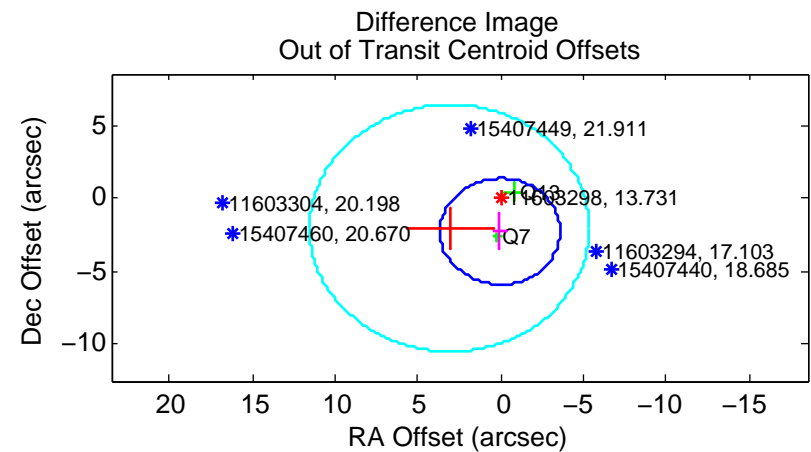 Difference Image
Out of Transit Centroid Offsets
Dec Offset (arcsec)
5
0
−5
−10
15407449, 21.911
Q13
11603298, 13.731
11603304, 20.198
15407460, 20.670
Q7
11603294, 17.103
15407440, 18.685
20 15 10 5 0 −5 −10 −15
RA Offset (arcsec)